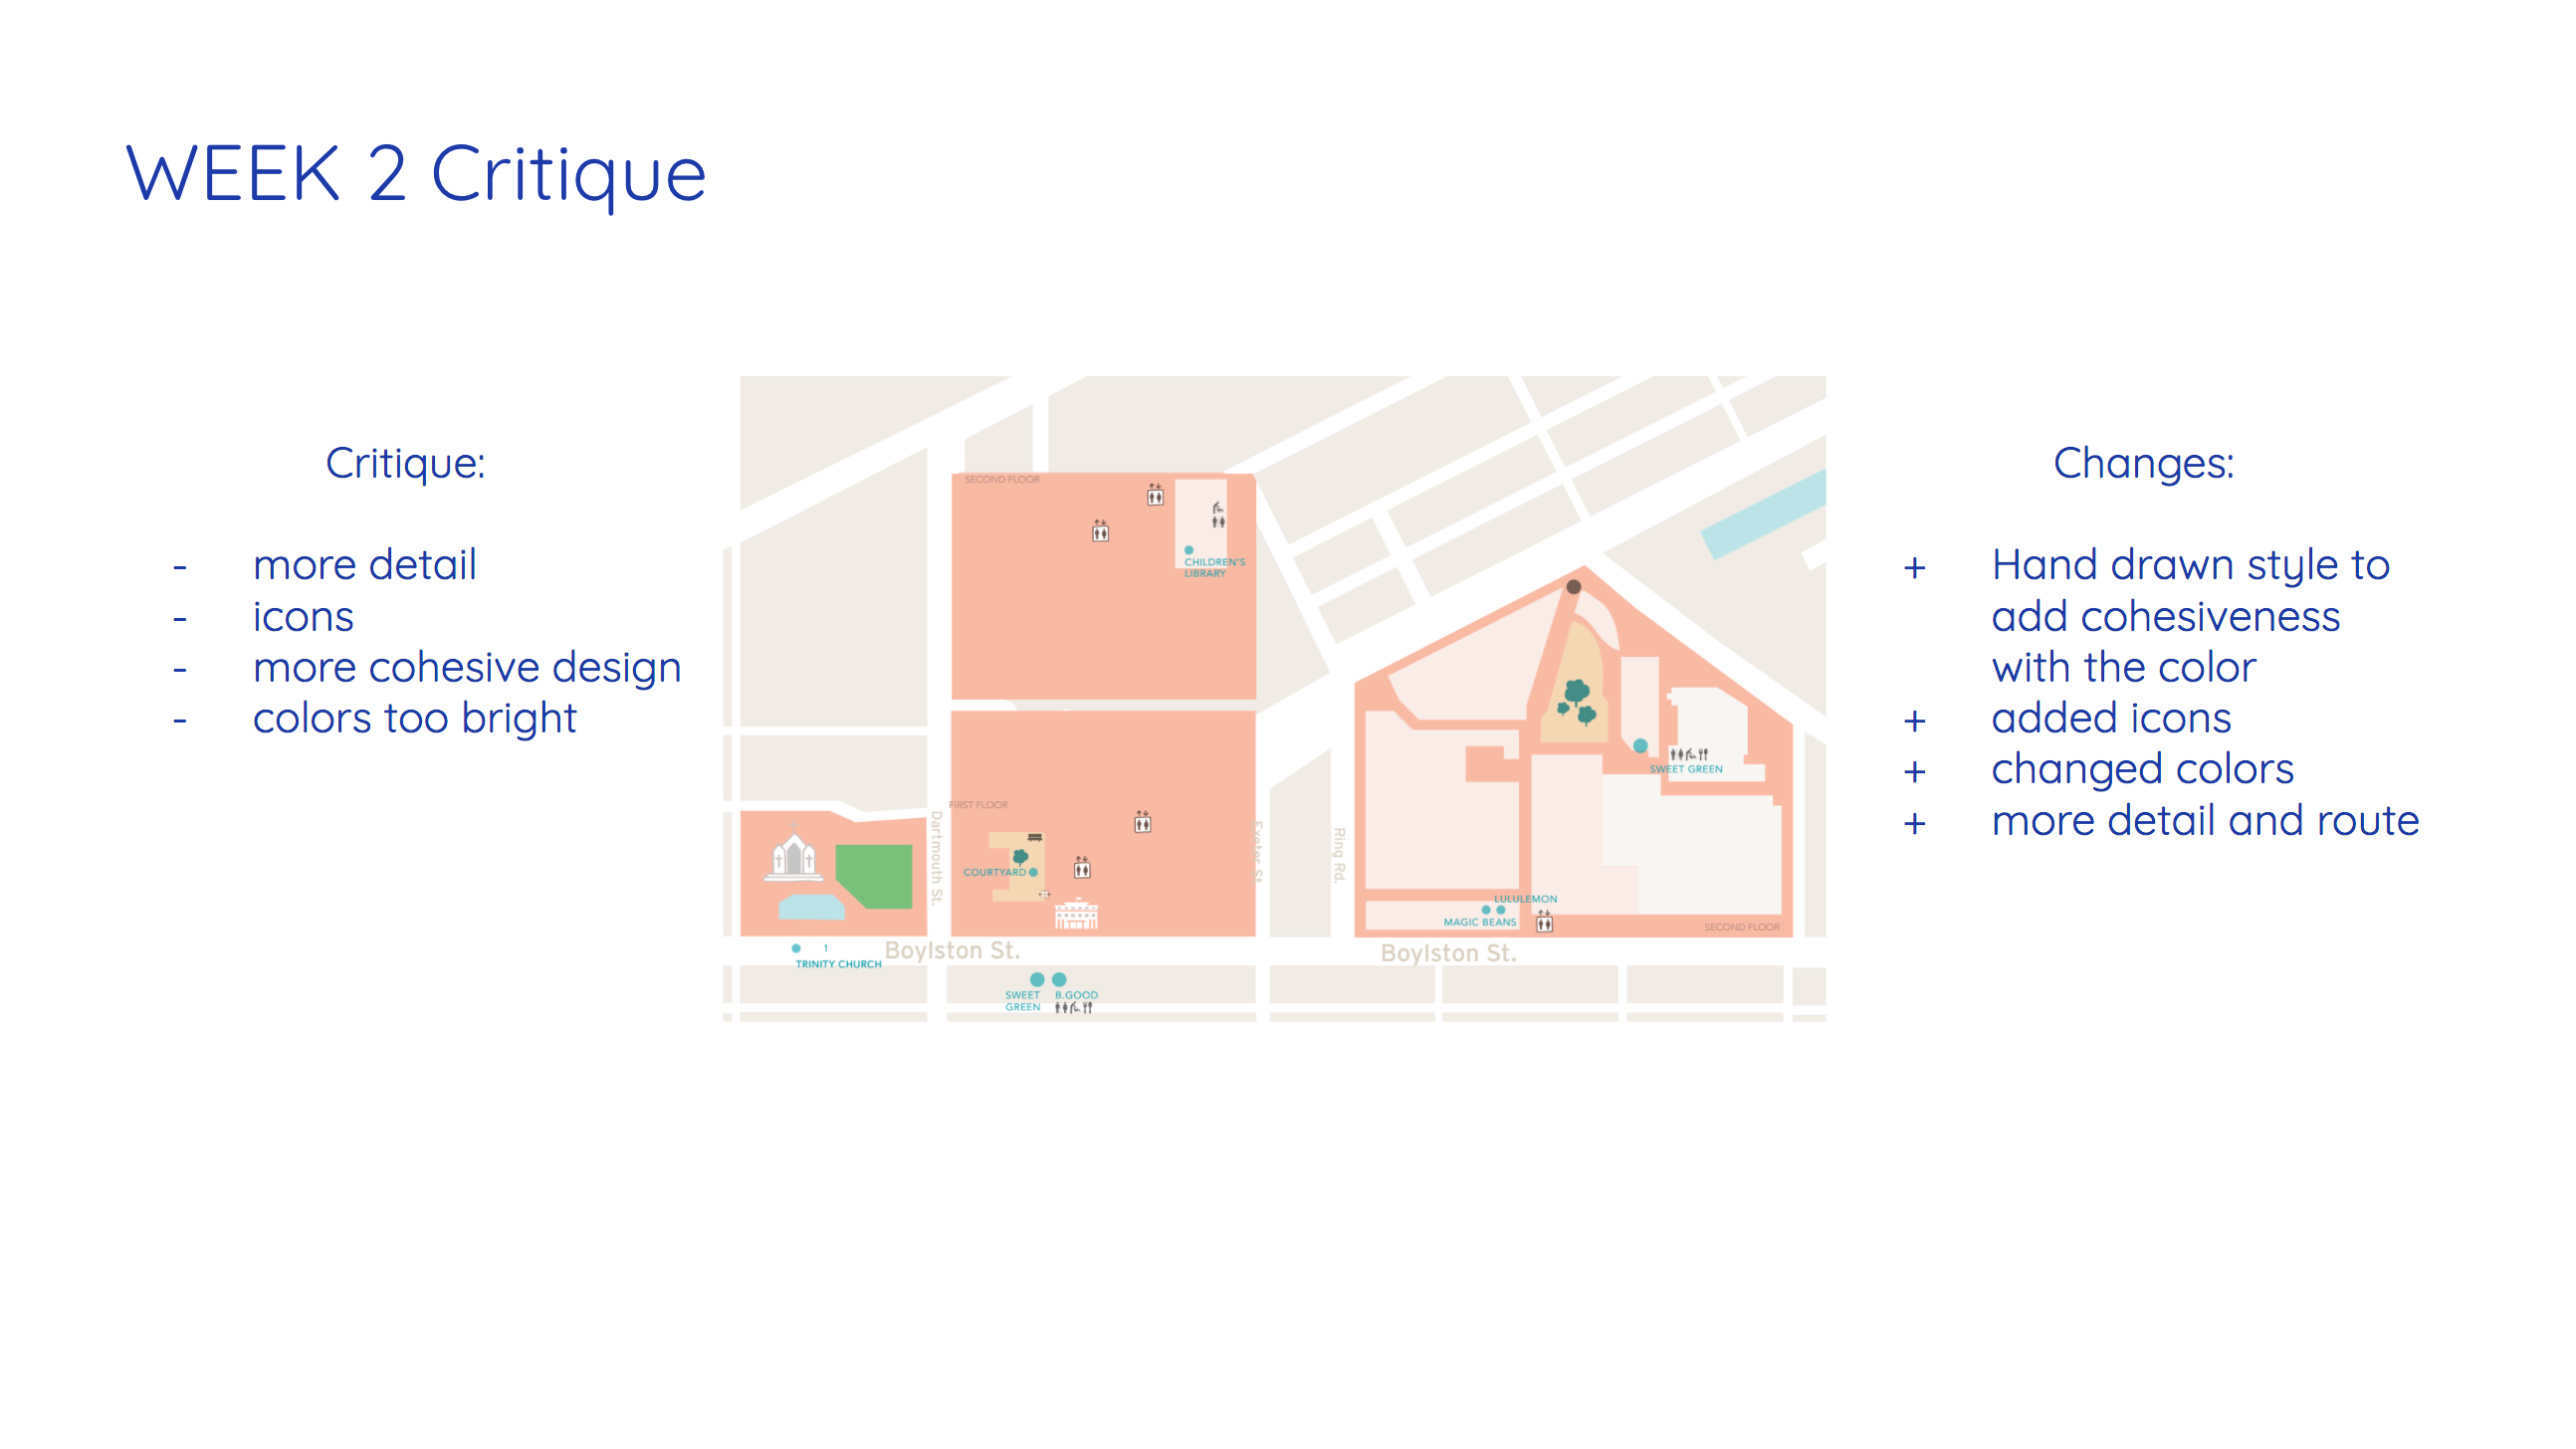 WEEK 2 Critique
Critique:
- more detail
- icons
- more cohesive design
- colors too bright
SECOND FLOOR
CHILDREN'S
LIBRARY
FIRST FLOOR
COURTYARD
Dartmouth St.
Exeter St.
Ring Rd.
SWEET GREEN
LULULEMON
MAGIC BEANS
SECOND FLOOR
1
TRINITY CHURCH
Boylston St.
Boylston St.
SWEET
GREEN
B.GOOD
Changes:
+ Hand drawn style to
add cohesiveness
with the color
+ added icons
+ changed colors
+ more detail and route